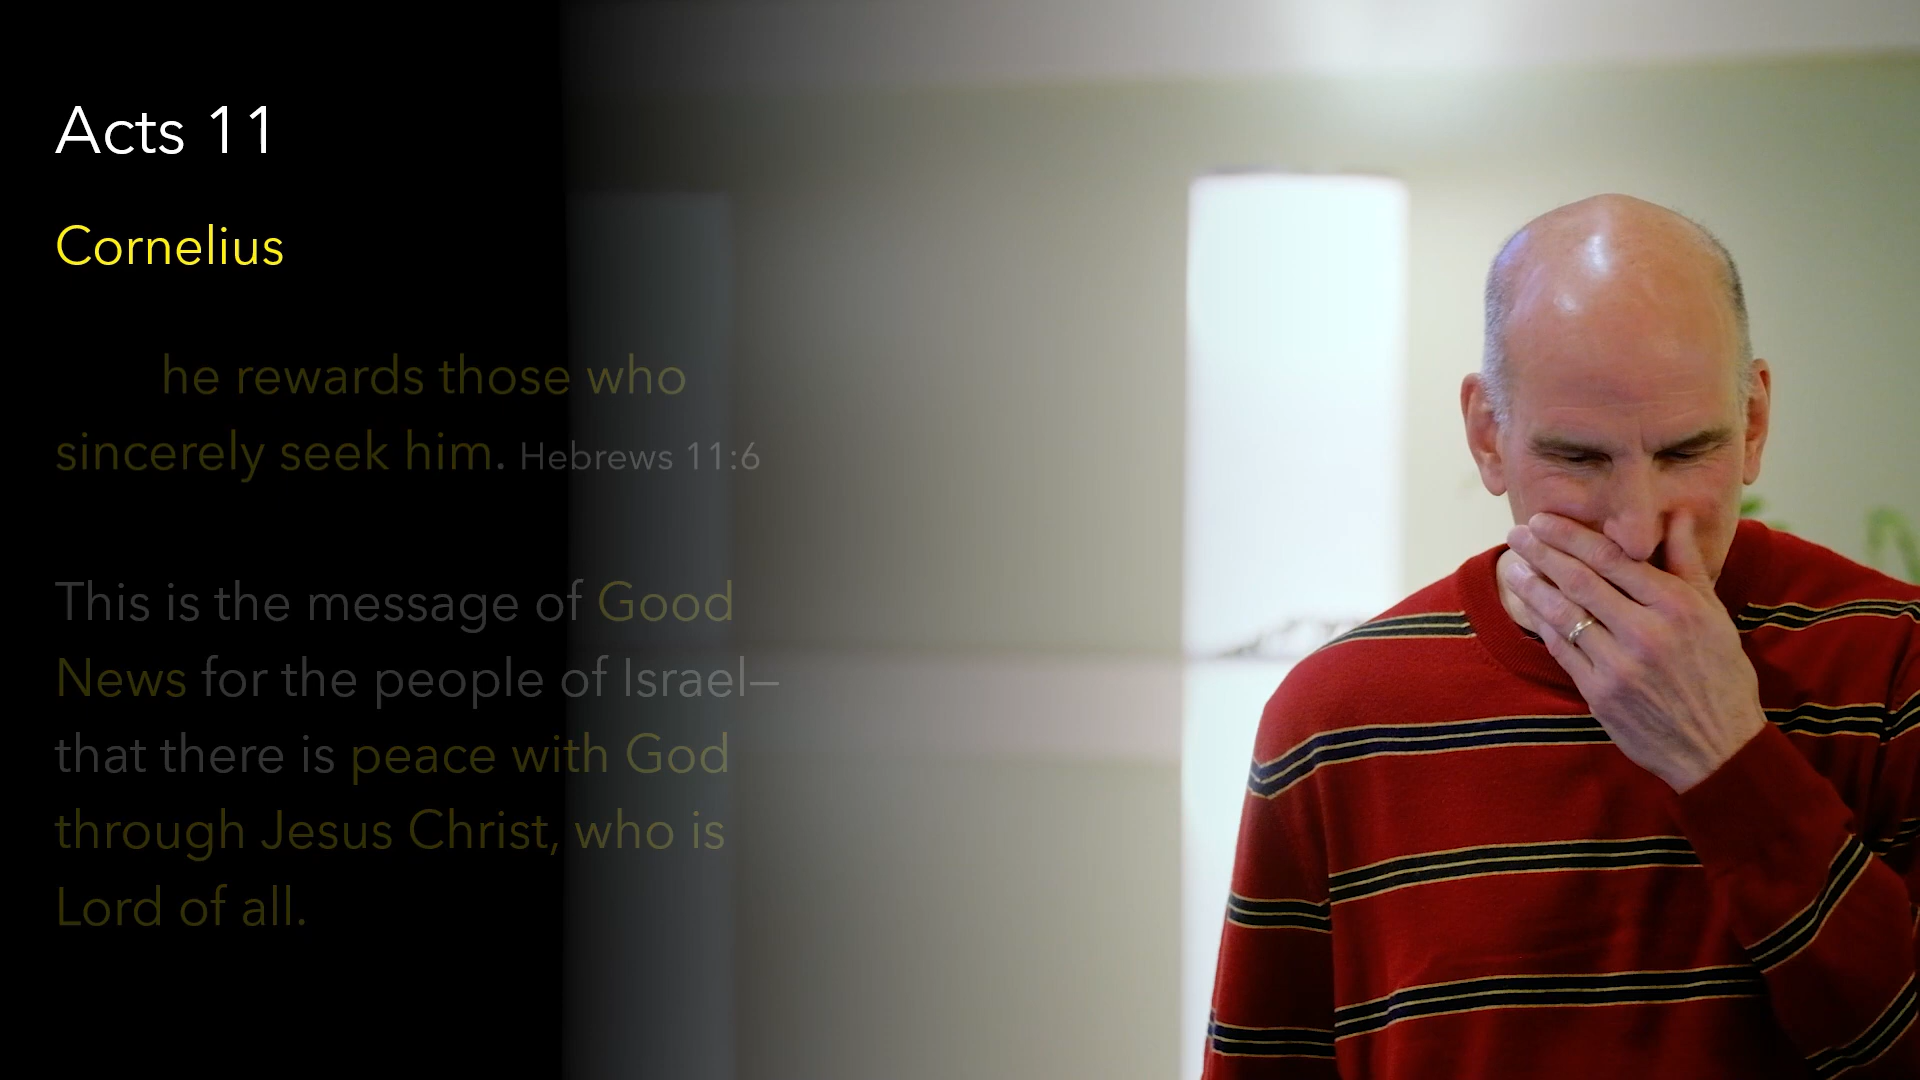 Acts 11
Cornelius
he rewards those who
sincerely seek him. Hebrews 11:6
This is the message of Good
News for the people of Israel–
that there is peace with God
through Jesus Christ, who is
Lord of all.